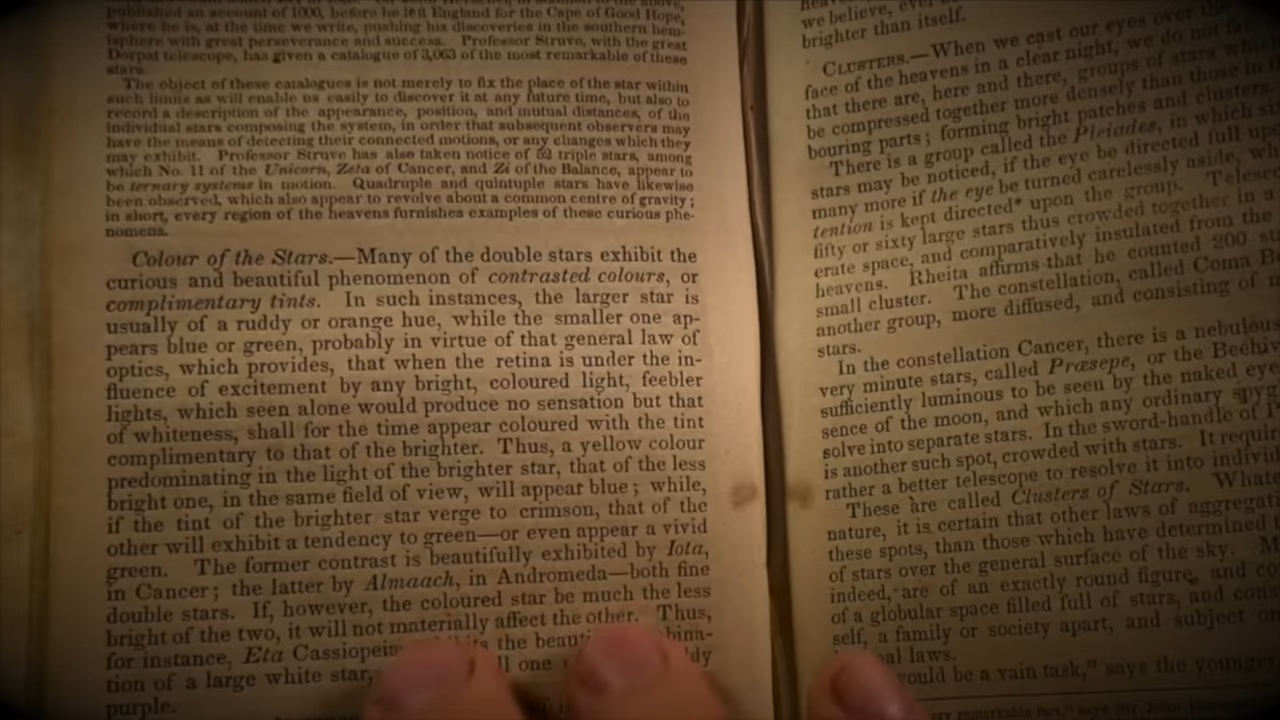 published an account of 1000, before he left England for the Cape of Good Hope,
where he is, at the time we write, pushing his discoveries in the southern hem-
isphere with great perseverance and success. Professor Struve, with the great
Dorpat telescope, has given a catalogue of 3,063 of the most remarkable of these
stars.
The object of these catalogues is not merely to fix the place of the star within
such limits as will enable us easily to discover it at any future time, but also to
record a description of the appearance, position, and mutual distances, of the
individual stars composing the system, in order that subsequent observers may
have the means of detecting their connected motions, or any changes which they
may exhibit. Professor Struve has also taken notice of 52 triple stars, among
which No. 11 of the Unicorn, Zeta of Cancer, and Zi of the Balance, appear to
be ternary systems in motion. Quadruple and quintuple stars have likewise
been observed, which also appear to revolve about a common centre of gravity;
in short, every region of the heavens furnishes examples of these curious phe-
nomena.
Colour of the Stars.—Many of the double stars exhibit the
curious and beautiful phenomenon of contrasted colours, or
complimentary tints. In such instances, the larger star is
usually of a ruddy or orange hue, while the smaller one ap-
pears blue or green, probably in virtue of that general law of
optics, which provides, that when the retina is under the in-
fluence of excitement by any bright, coloured light, feebler
lights, which seen alone would produce no sensation but that
of whiteness, shall for the time appear coloured with the tint
complimentary to that of the brighter. Thus, a yellow colour
predominating in the light of the brighter star, that of the less
bright one, in the same field of view, will appear blue; while,
if the tint of the brighter star verge to crimson, that of the
other will exhibit a tendency to green—or even appear a vivid
green. The former contrast is beautifully exhibited by Iota,
in Cancer; the latter by Almaach, in Andromeda—both fine
double stars. If, however, the coloured star be much the less
bright of the two, it will not materially affect the other. Thus,
for instance, Eta Cassiopeia the beauti bina-
tion of a large white star, one
purple.
we believe,
brighter than itself.
CLUSTERS.—When we cast our eyes over the
face of the heavens in a clear night, we do not
that there are, here and there, groups of stars
be compressed together more densely than those in
bouring parts; forming bright patches and clusters.
There is a group called the Pleiades, in which
stars may be noticed, if the eye be directed full
many more if the eye be turned carelessly aside,
tention is kept directed* upon the group.
fifty or sixty large stars thus crowded together in a
erate space, and comparatively insulated from the
heavens. Rheita affirms that he counted 200
small cluster. The constellation, called Coma
another group, more diffused, and consisting of
stars.
In the constellation Cancer, there is a nebulous
very minute stars, called Præsepe, or the
sufficiently luminous to be seen by the naked eye
sence of the moon, and which any ordinary
solve into separate stars. In the sword-handle of
is another such spot, crowded with stars. It
rather a better telescope to resolve it into
These are called Clusters of Stars.
nature, it is certain that other laws of
these spots, than those which have determined
of stars over the general surface of the sky.
indeed, are of an exactly round figure, and
of a globular space filled full of stars, and
self, a family or society apart, and subject
laws.
be a vain task," says the younger